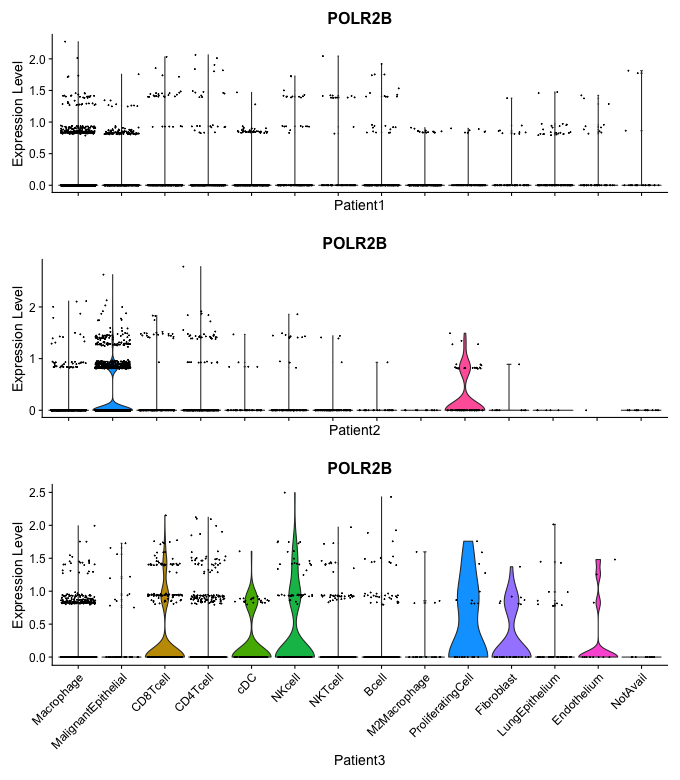 POLR2B
Expression Level
2.0
1.5
1.0
0.5
0.0
Patient1
POLR2B
Expression Level
2
1
0
Patient2
POLR2B
Expression Level
2.5
2.0
1.5
1.0
0.5
0.0
Macrophage
MalignantEpithelial
CD8Tcell
CD4Tcell
cDC
NKcell
NKTcell
Bcell
M2Macrophage
ProliferatingCell
Fibroblast
LungEpithelium
Endothelium
NotAvail
Patient3